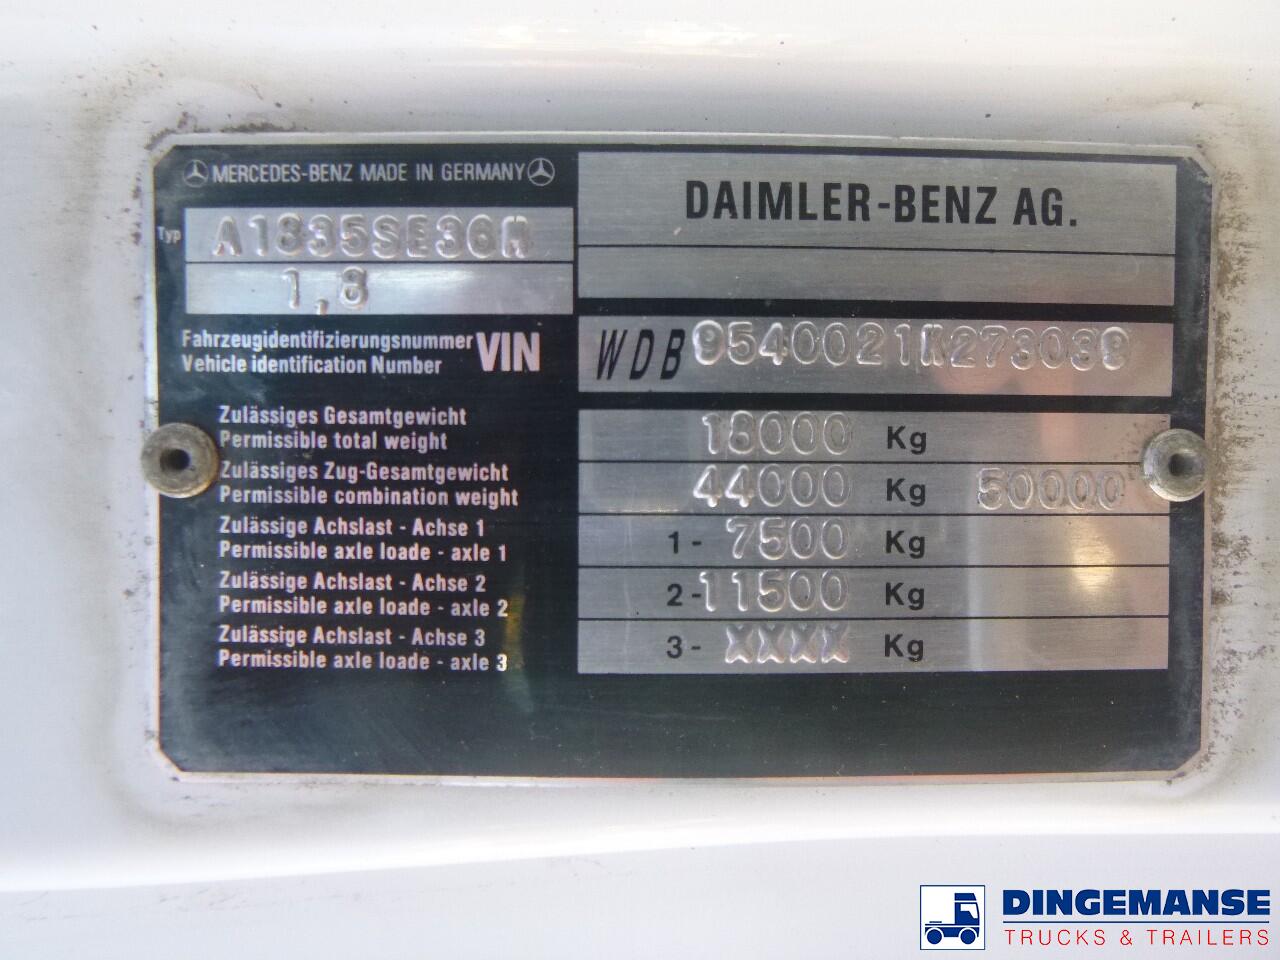 MERCEDES-BENZ MADE IN GERMANY
DAIMLER-BENZ AG.
Typ A1835SE36W
1,8
Fahrzeugidentifizierungsnummer
Vehicle identification Number
VIN
WDB 9540021K273039
Zulässiges Gesamtgewicht
Permissible total weight
18000 Kg
Zulässiges Zug-Gesamtgewicht
Permissible combination weight
44000 Kg 50000
Zulässige Achslast - Achse 1
Permissible axle loade - axle 1
1- 7500 Kg
Zulässige Achslast - Achse 2
Permissible axle loade - axle 2
2- 11500 Kg
Zulässige Achslast - Achse 3
Permissible axle loade - axle 3
3- XXXX Kg
DINGEMANSE
TRUCKS & TRAILERS